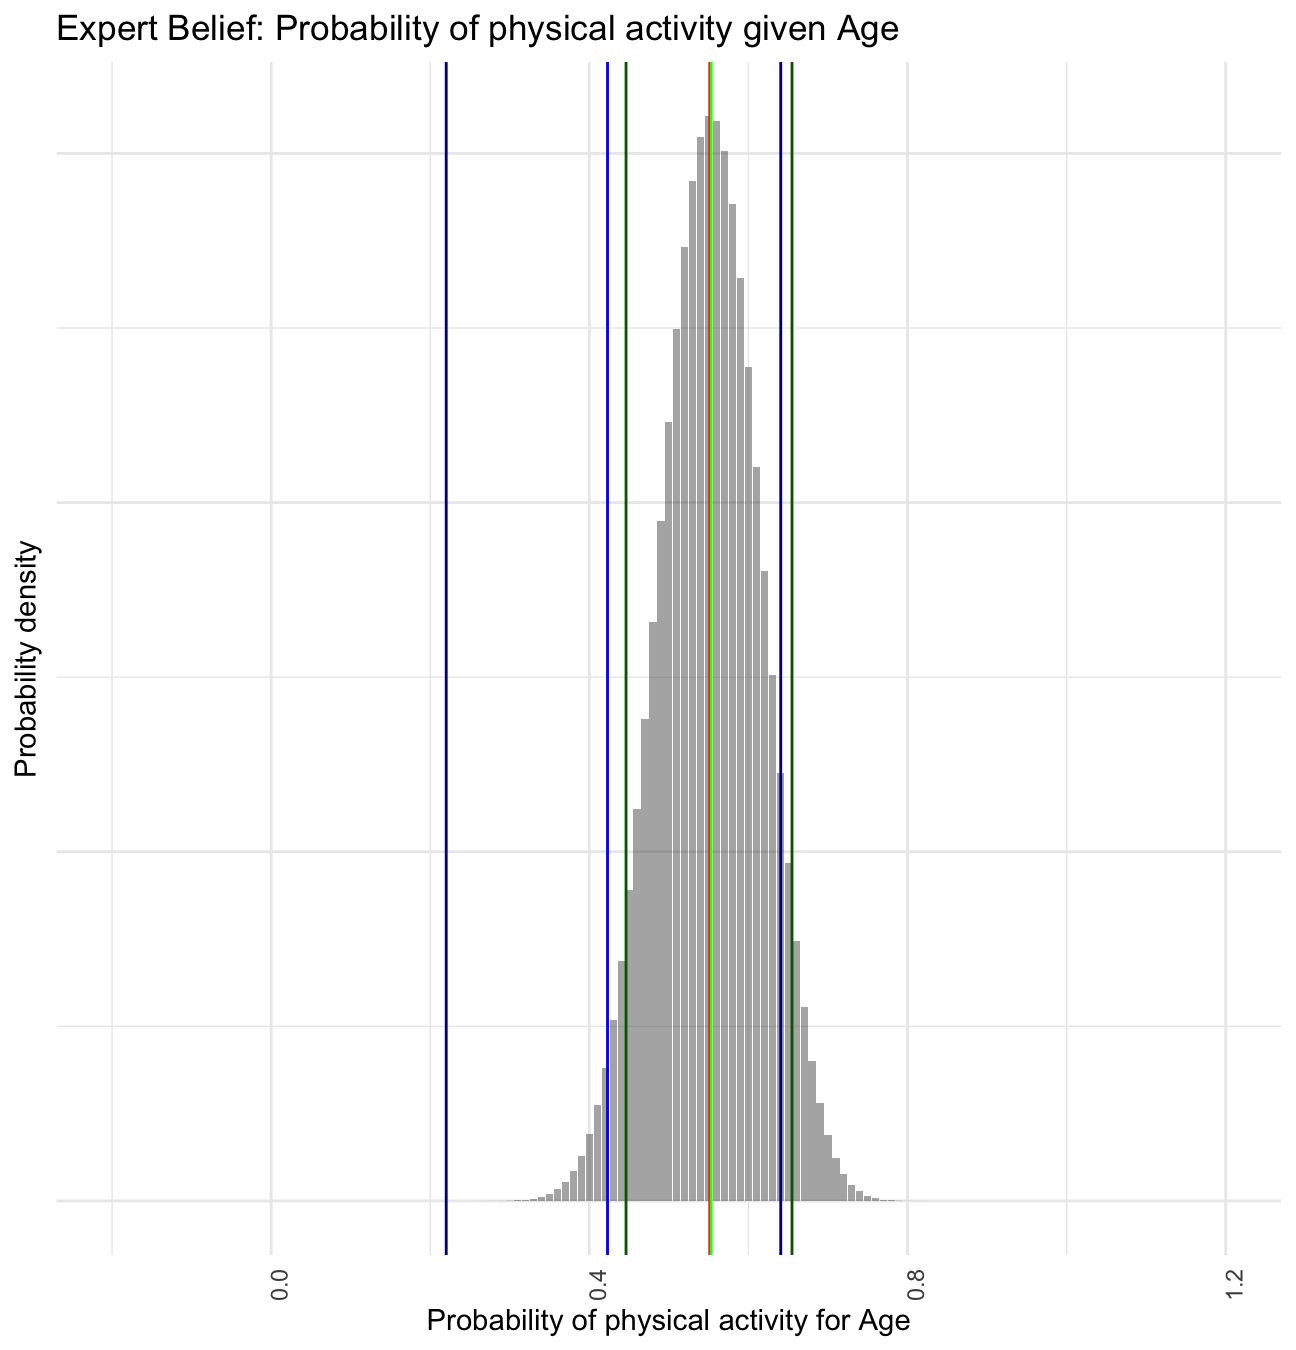 Expert Belief: Probability of physical activity given Age
Probability density
0.0
0.4
0.8
1.2
Probability of physical activity for Age